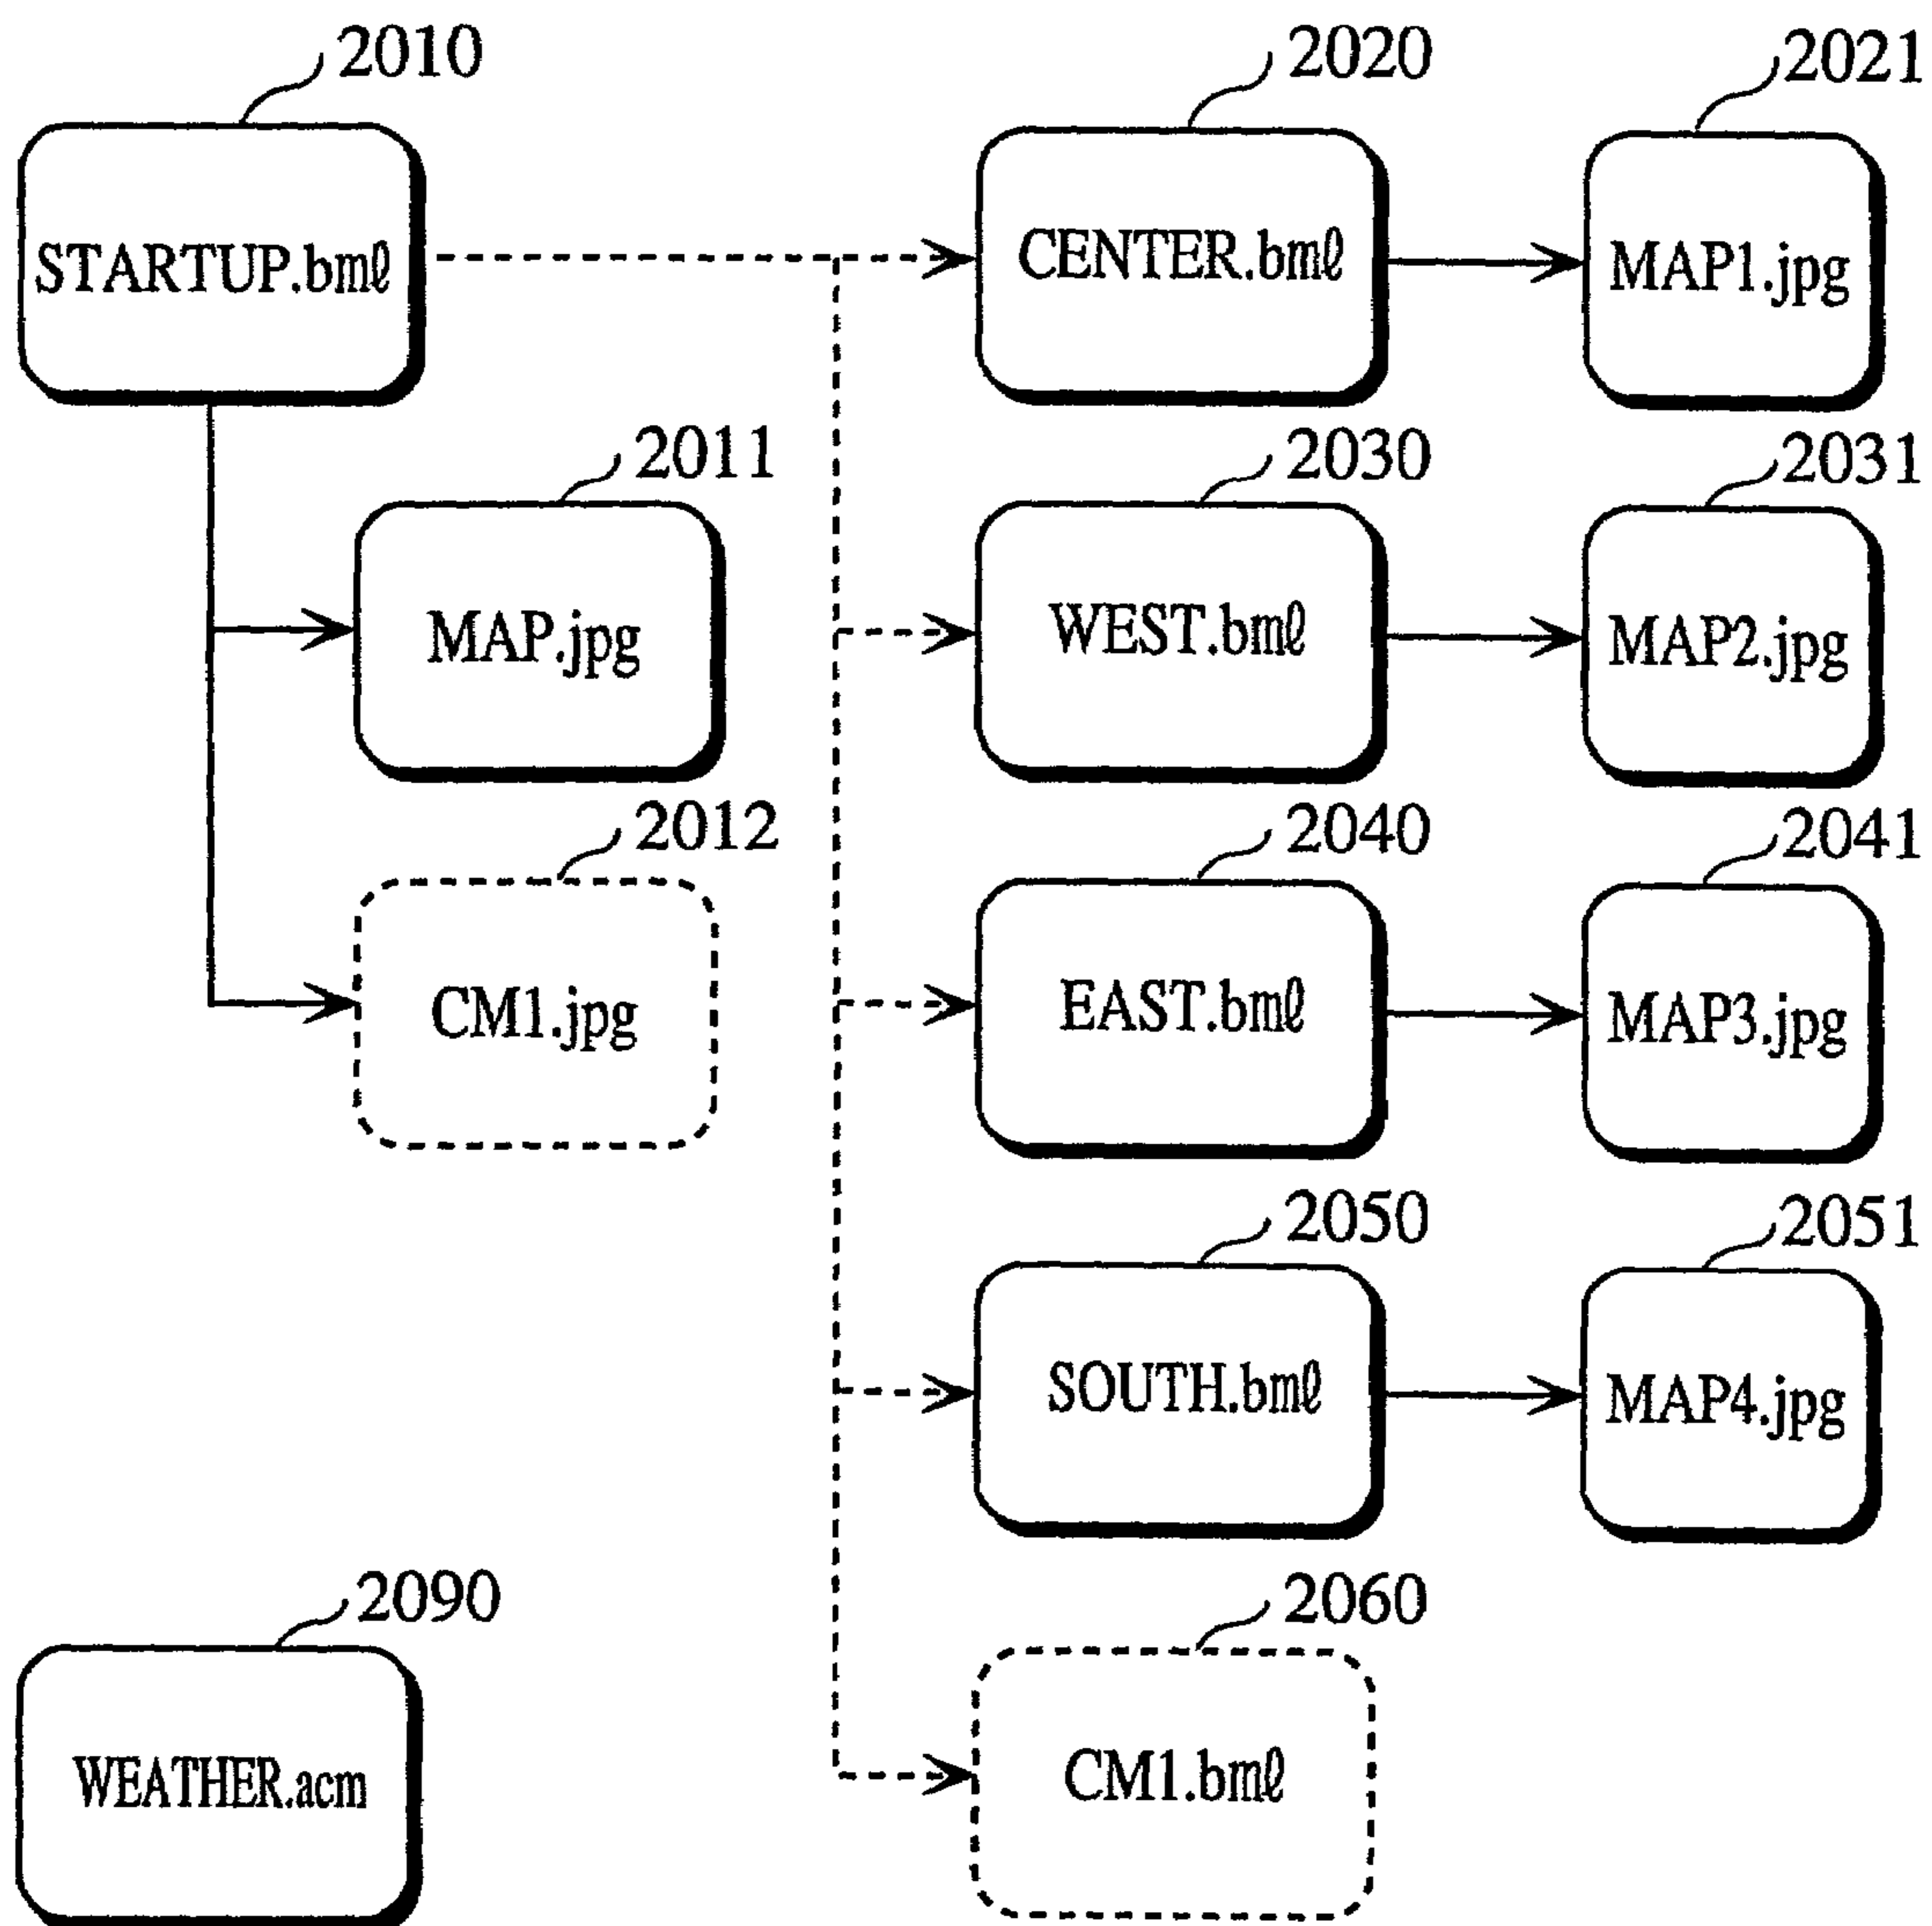 2010
2020
2021
STARTUP.bmℓ
CENTER.bmℓ
MAP1.jpg
2011
2030
2031
MAP.jpg
WEST.bmℓ
MAP2.jpg
2012
2040
2041
CM1.jpg
EAST.bmℓ
MAP3.jpg
2050
2051
SOUTH.bmℓ
MAP4.jpg
2090
2060
WEATHER.acm
CM1.bmℓ